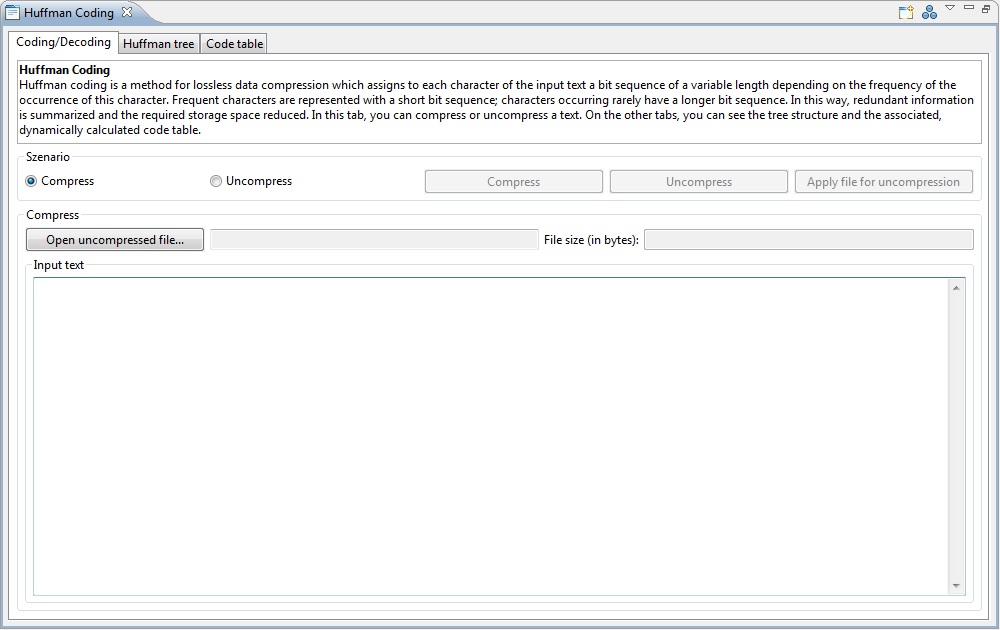 Huffman Coding
Coding/Decoding Huffman tree Code table
Huffman Coding
Huffman coding is a method for lossless data compression which assigns to each character of the input text a bit sequence of a variable length depending on the frequency of the
occurrence of this character. Frequent characters are represented with a short bit sequence; characters occurring rarely have a longer bit sequence. In this way, redundant information
is summarized and the required storage space reduced. In this tab, you can compress or uncompress a text. On the other tabs, you can see the tree structure and the associated,
dynamically calculated code table.
Szenario
Compress Uncompress Compress Uncompress Apply file for uncompression
Compress
Open uncompressed file... File size (in bytes):
Input text